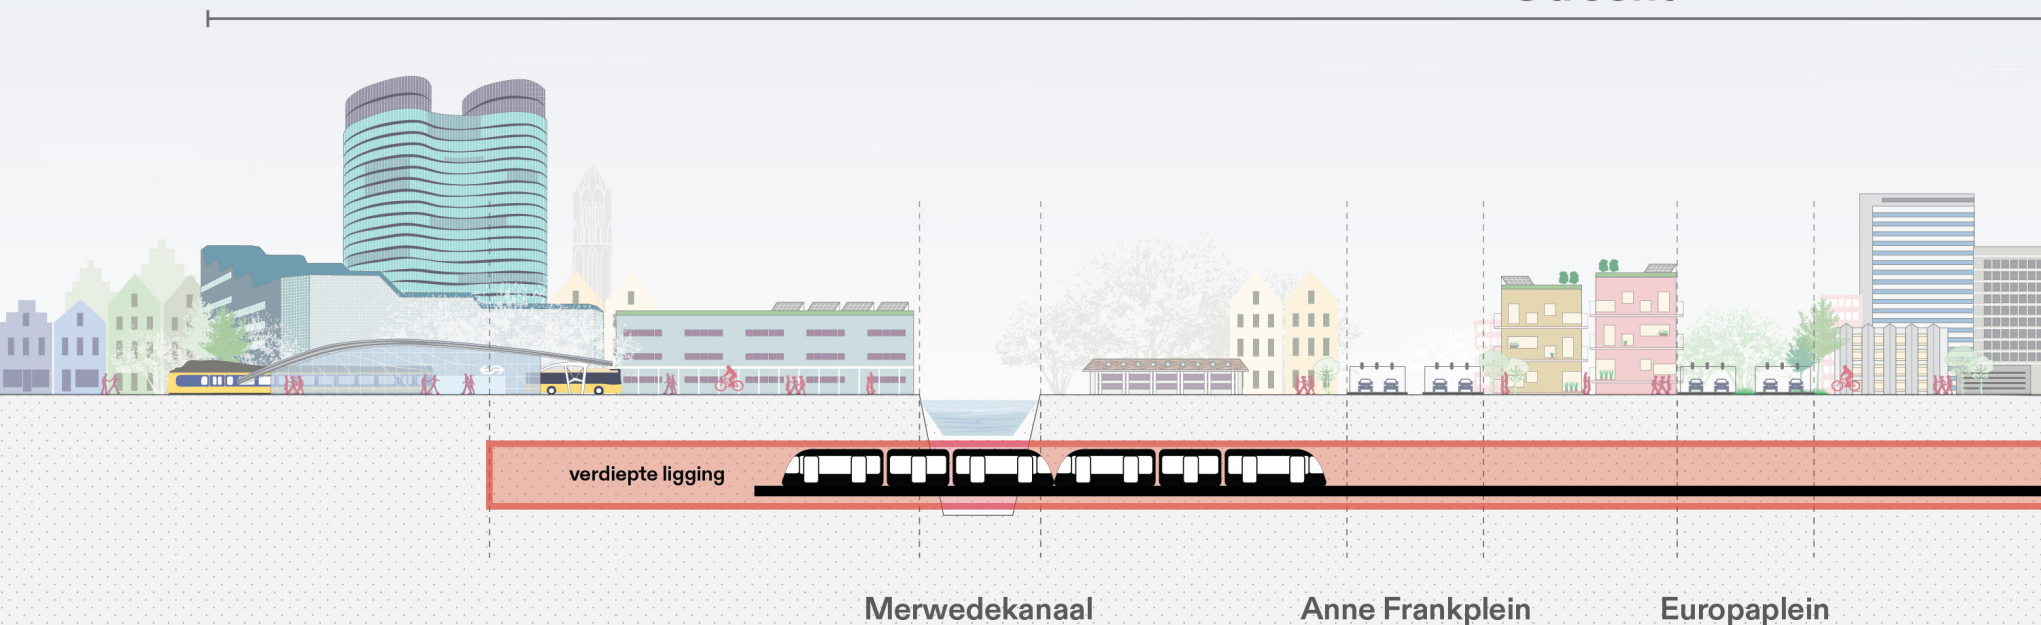 verdiepte ligging
Merwedekanaal
Anne Frankplein
Europaplein